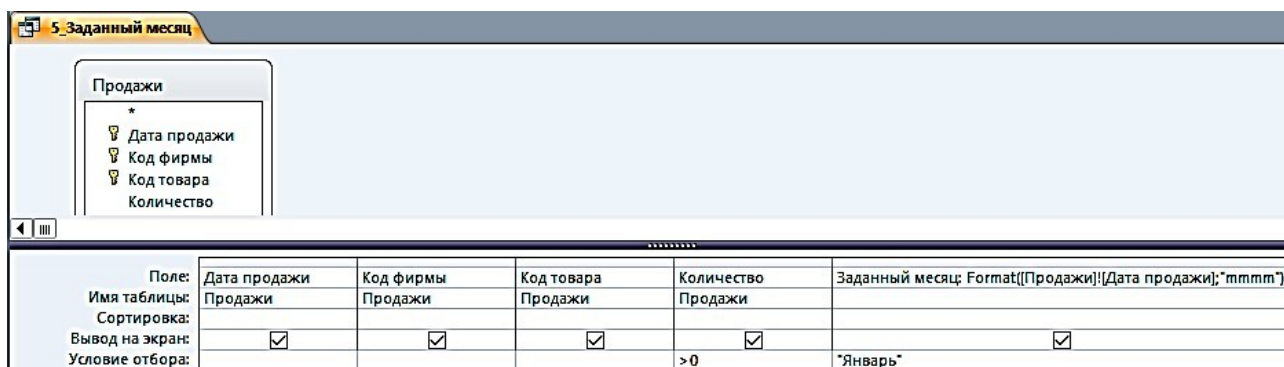 5_Заданный месяц
Продажи
*
Дата продажи
Код фирмы
Код товара
Количество
Поле: Дата продажи Код фирмы Код товара Количество Заданный месяц: Format([Продажи]![Дата продажи];"mmmm")
Имя таблицы: Продажи Продажи Продажи Продажи
Сортировка:
Вывод на экран:
Условие отбора: >0 "Январь"